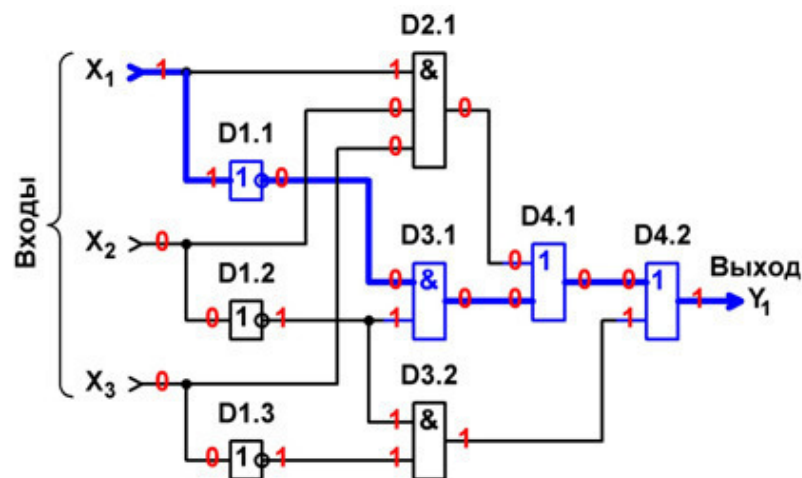 D2.1
X1 1 1 &
0 0
D1.1 0
1 1 0
D4.1
X2 0 D3.1 D4.2
0 1 Выход
D1.2 0 & 0 0 1 Y1
0 0 1
0 1 1 1 1
Входы
D3.2
X3 0
D1.3 1 & 1
0 1 1 1